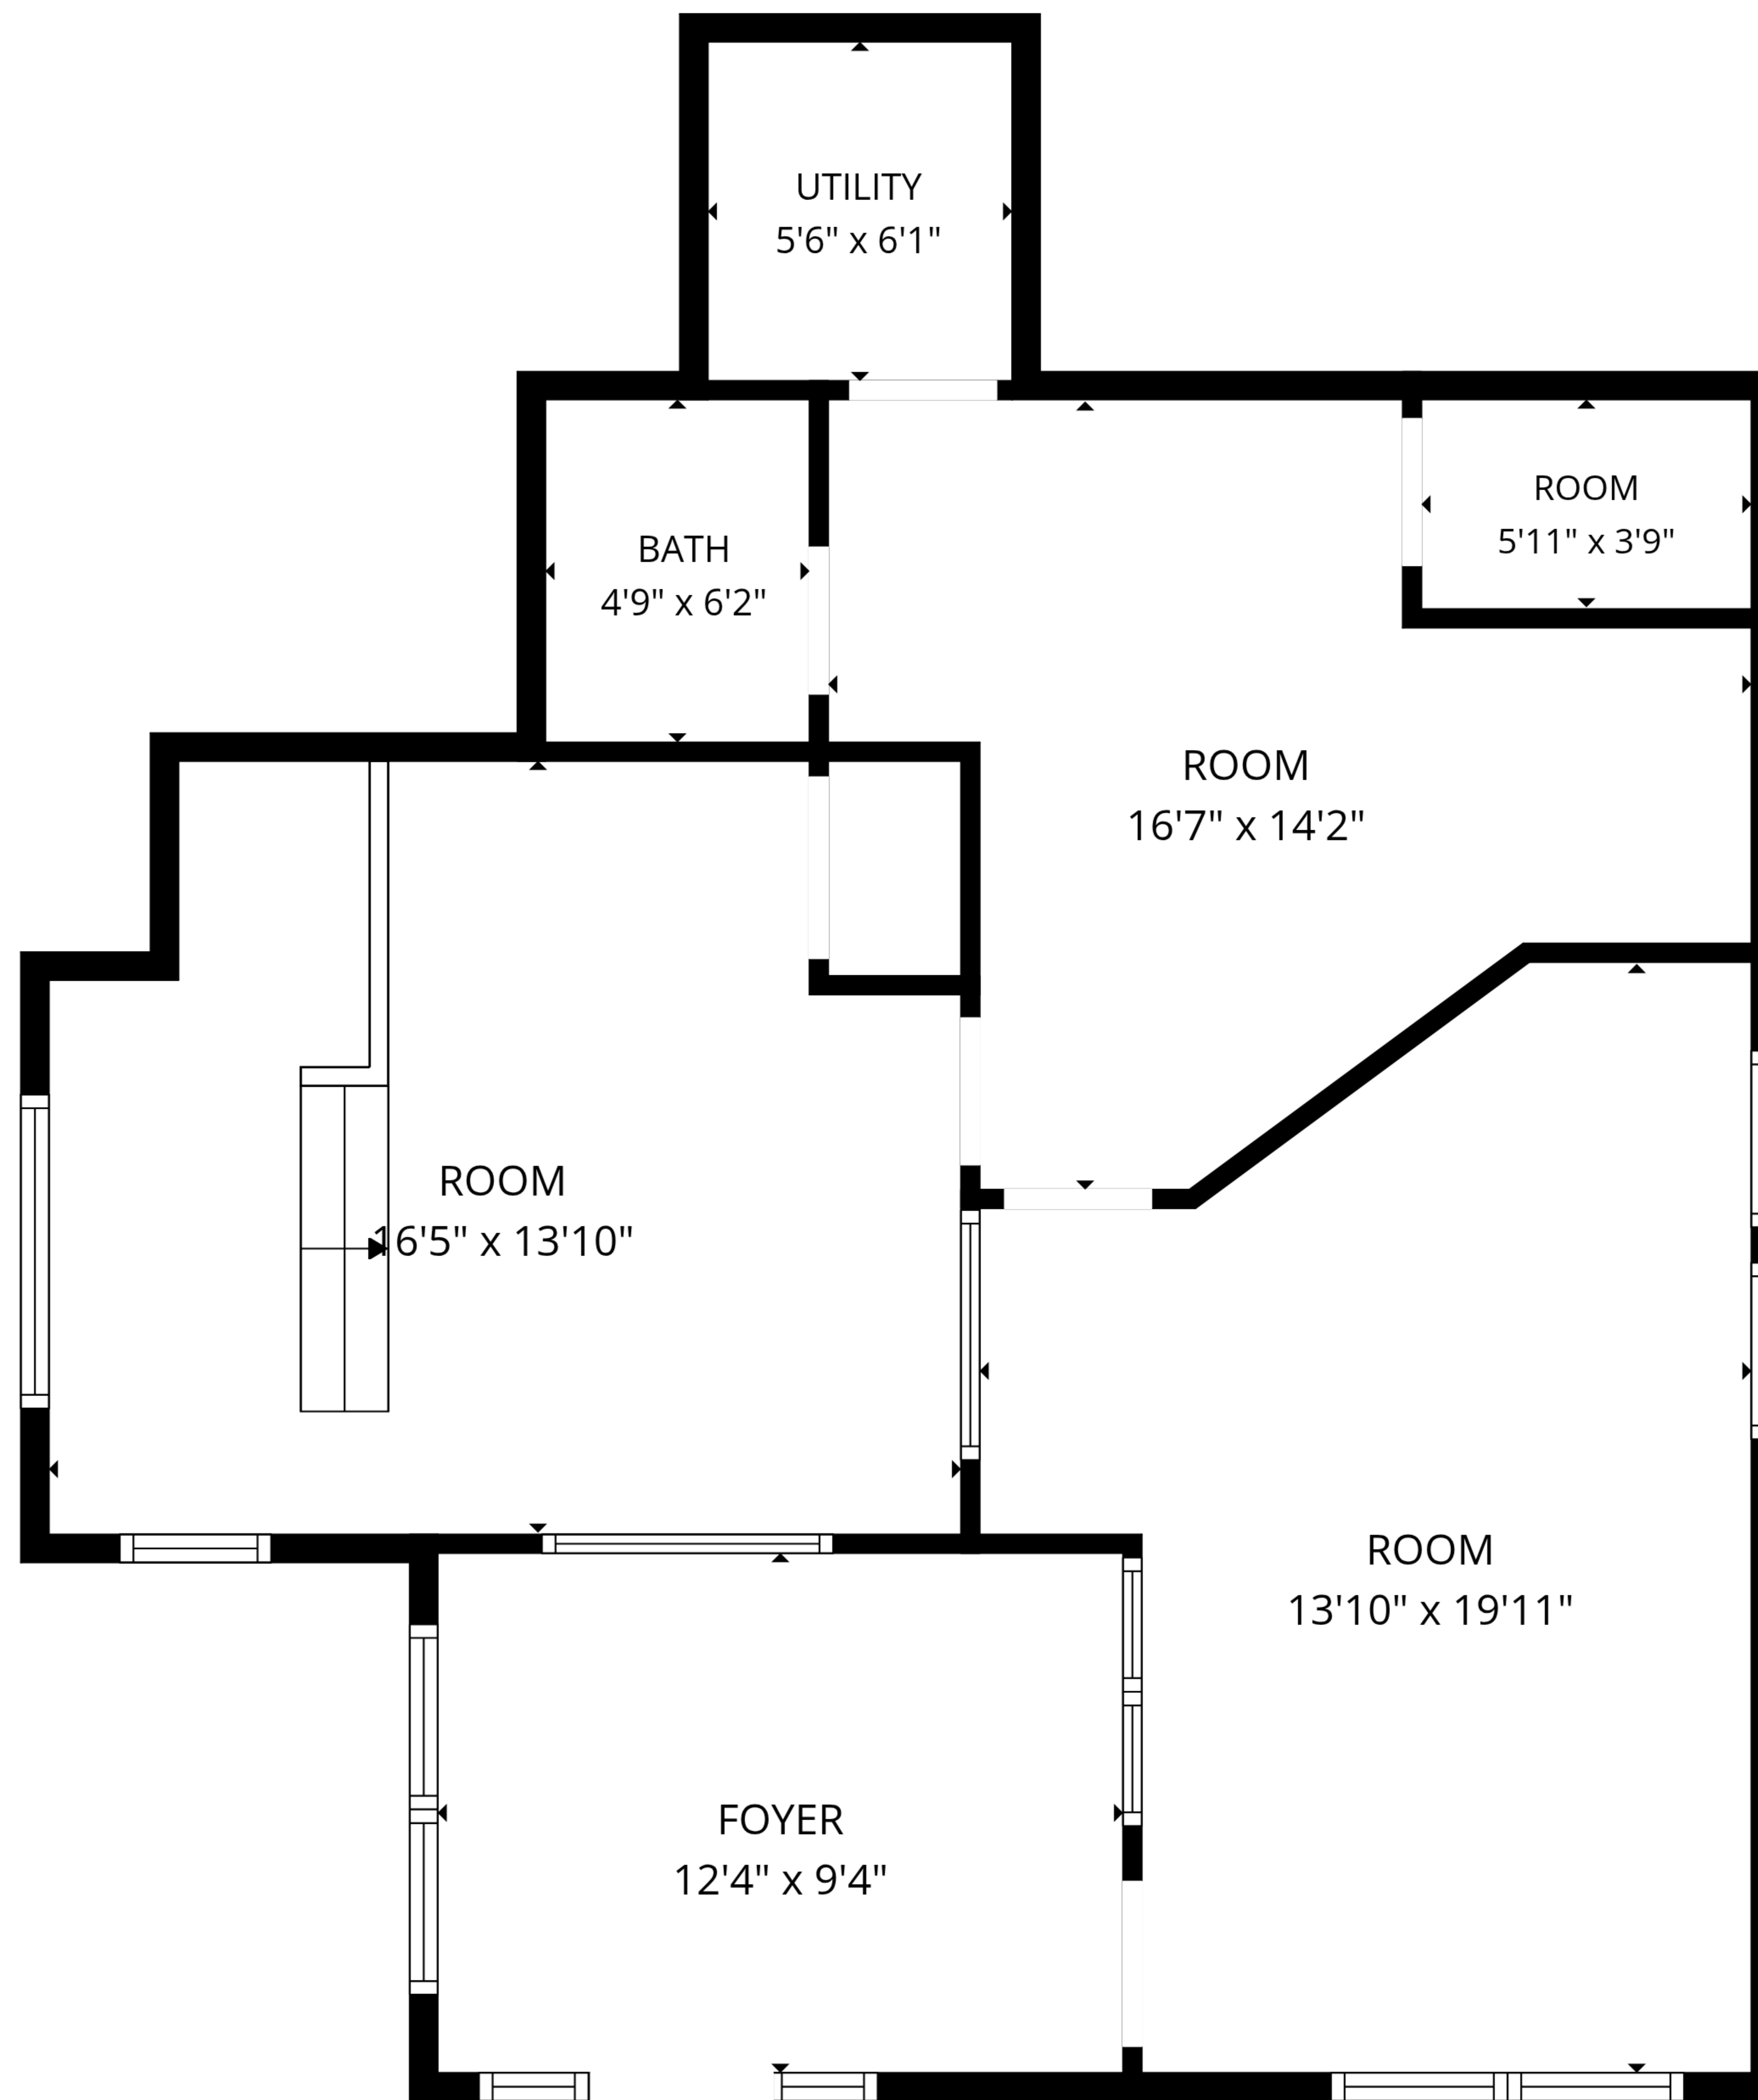 UTILITY
5'6" x 6'1"
ROOM
5'11" x 3'9"
BATH
4'9" x 6'2"
ROOM
16'7" x 14'2"
ROOM
16'5" x 13'10"
ROOM
13'10" x 19'11"
FOYER
12'4" x 9'4"